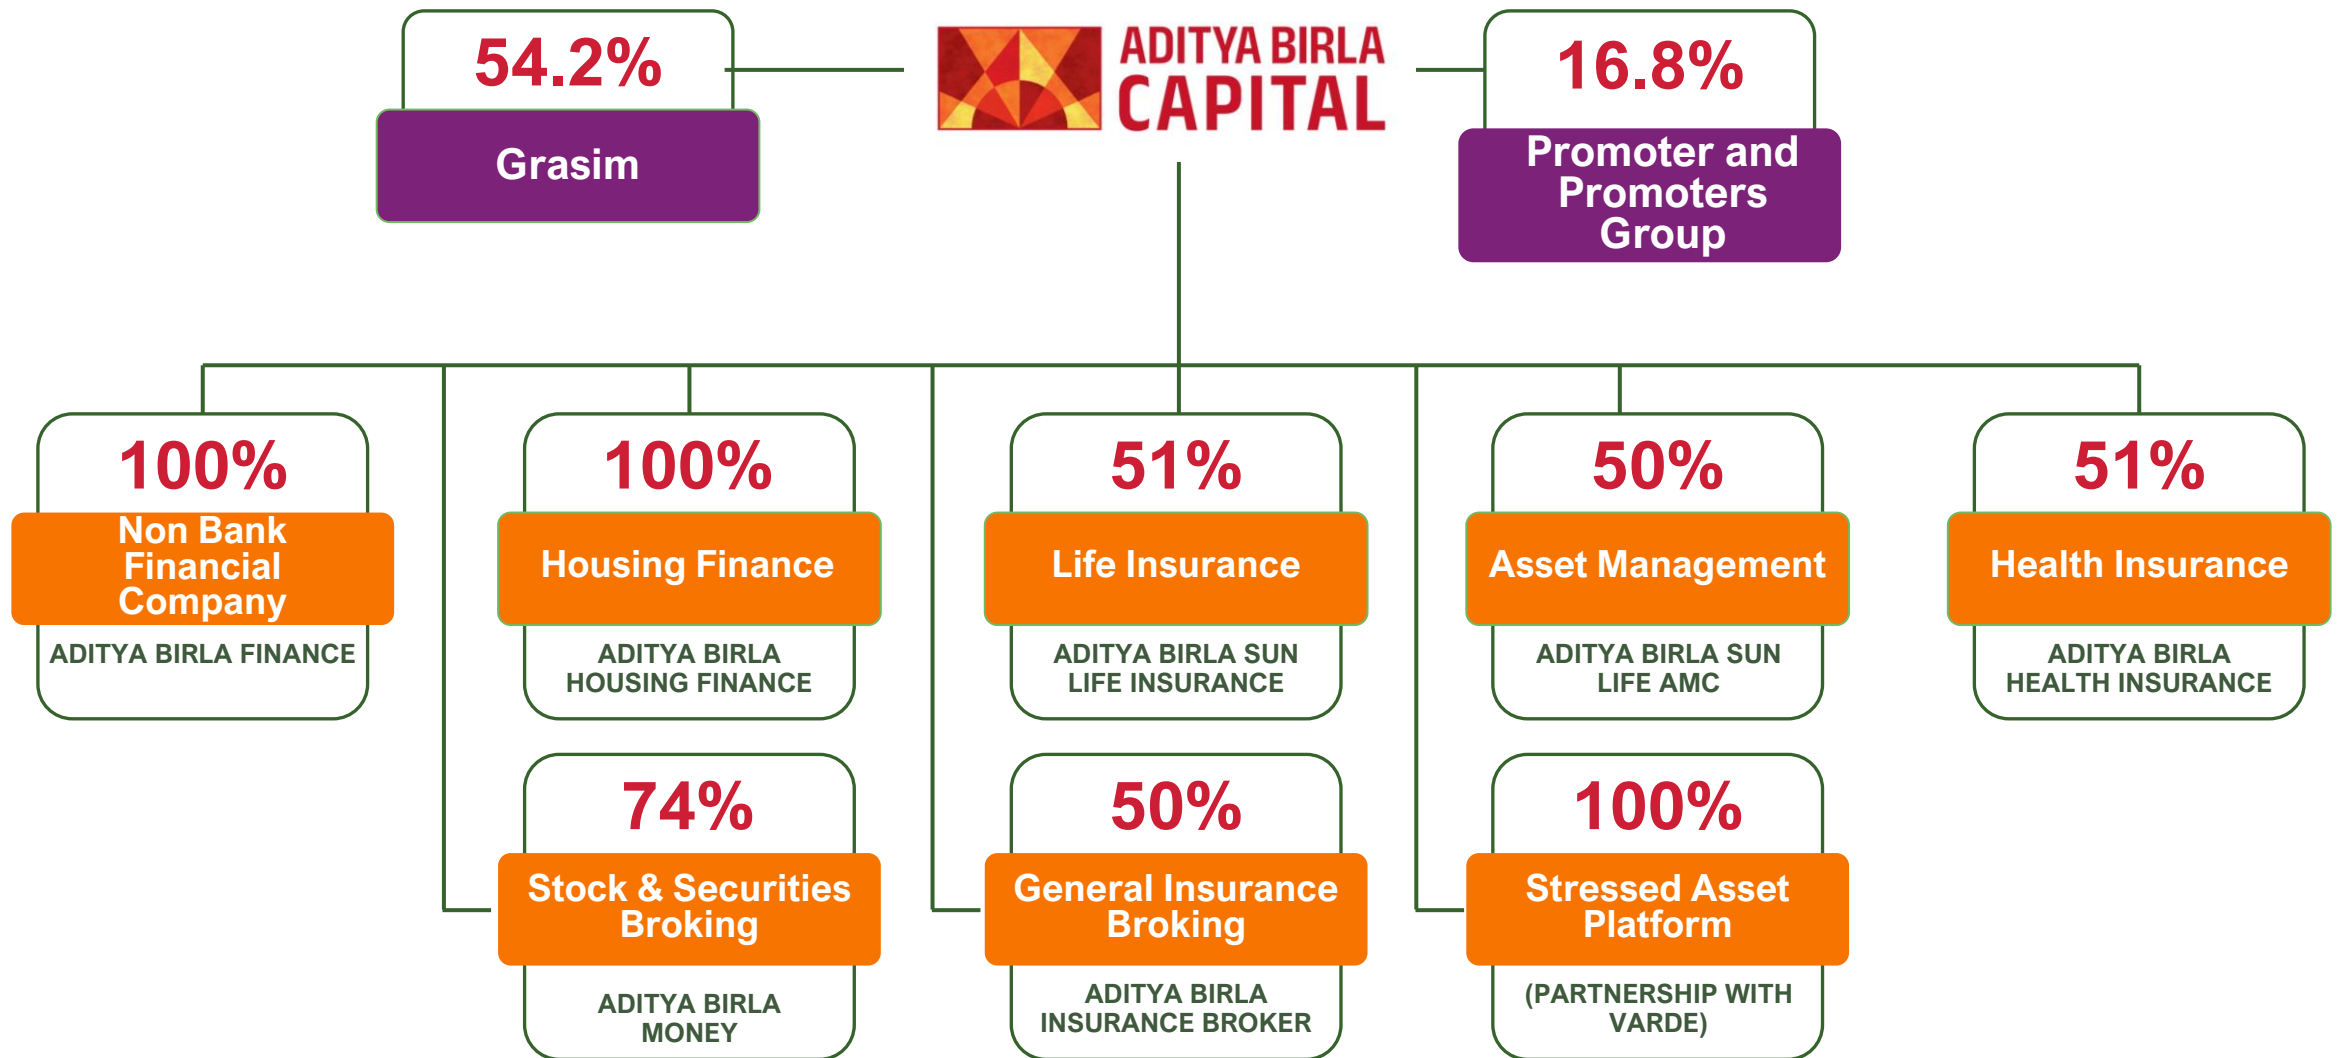 54.2%
Grasim
ADITYA BIRLA
CAPITAL
16.8%
Promoter and
Promoters
Group
100%
Non Bank
Financial
Company
ADITYA BIRLA FINANCE
100%
Housing Finance
ADITYA BIRLA
HOUSING FINANCE
51%
Life Insurance
ADITYA BIRLA SUN
LIFE INSURANCE
50%
Asset Management
ADITYA BIRLA SUN
LIFE AMC
51%
Health Insurance
ADITYA BIRLA
HEALTH INSURANCE
74%
Stock & Securities
Broking
ADITYA BIRLA
MONEY
50%
General Insurance
Broking
ADITYA BIRLA
INSURANCE BROKER
100%
Stressed Asset
Platform
(PARTNERSHIP WITH
VARDE)